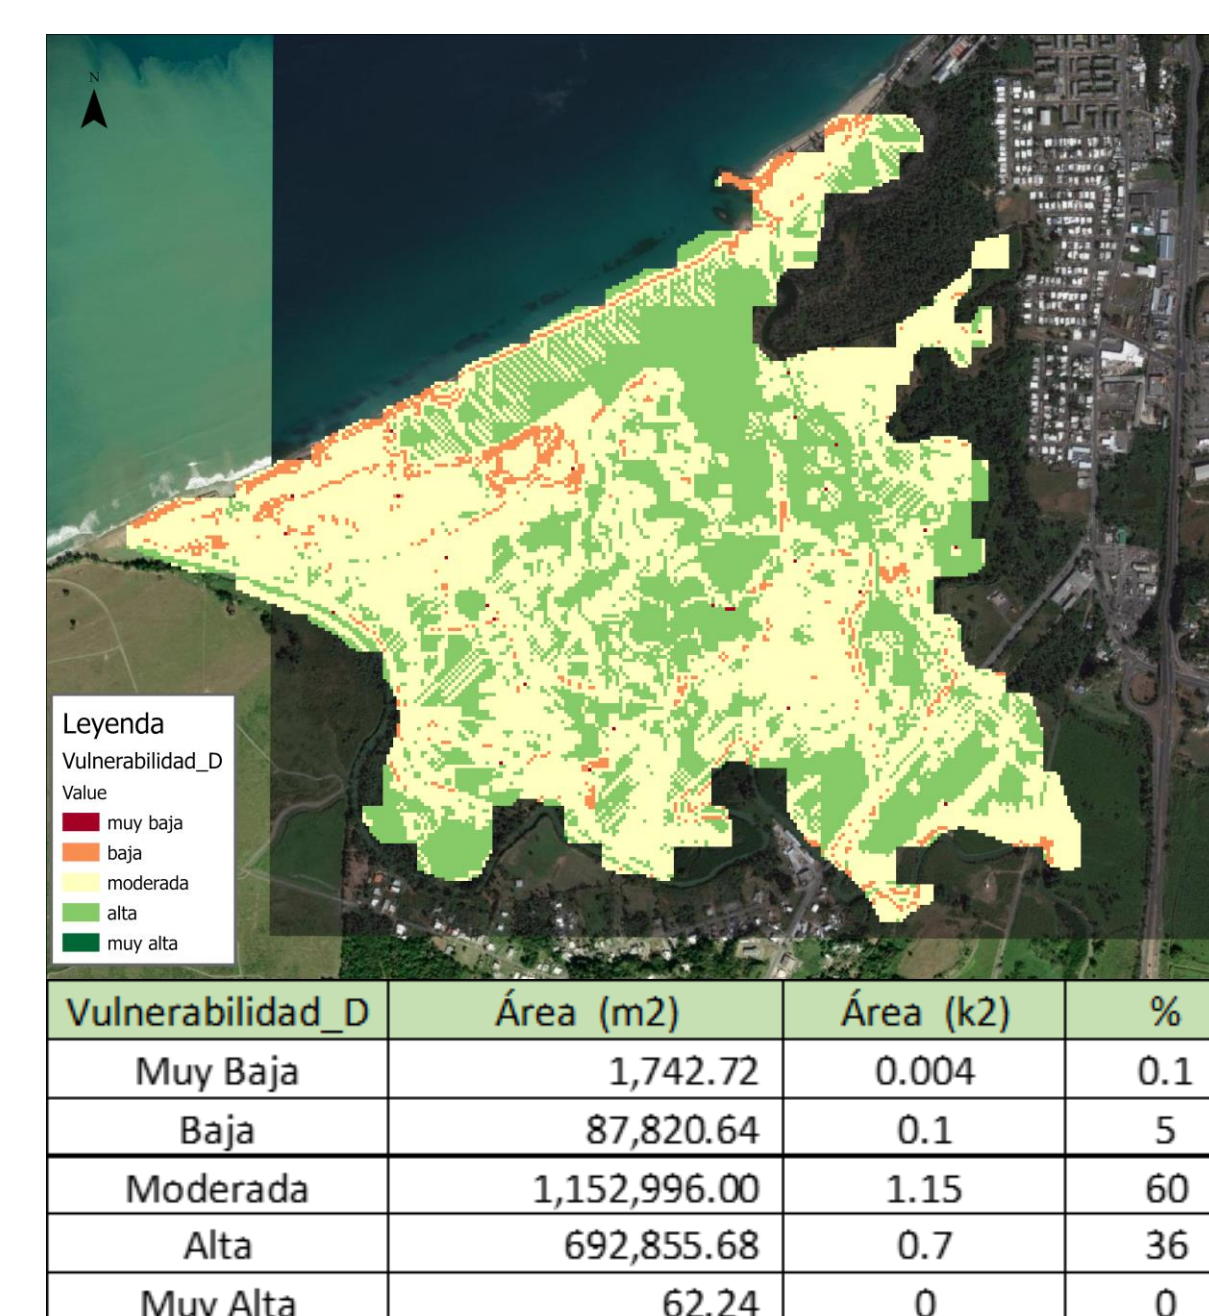 N
Leyenda
Vulnerabilidad_D
Value
muy baja
baja
moderada
alta
muy alta
Vulnerabilidad_D Área (m2) Área (k2) %
Muy Baja 1,742.72 0.004 0.1
Baja 87,820.64 0.1 5
Moderada 1,152,996.00 1.15 60
Alta 692,855.68 0.7 36
Muy Alta 62.24 0 0